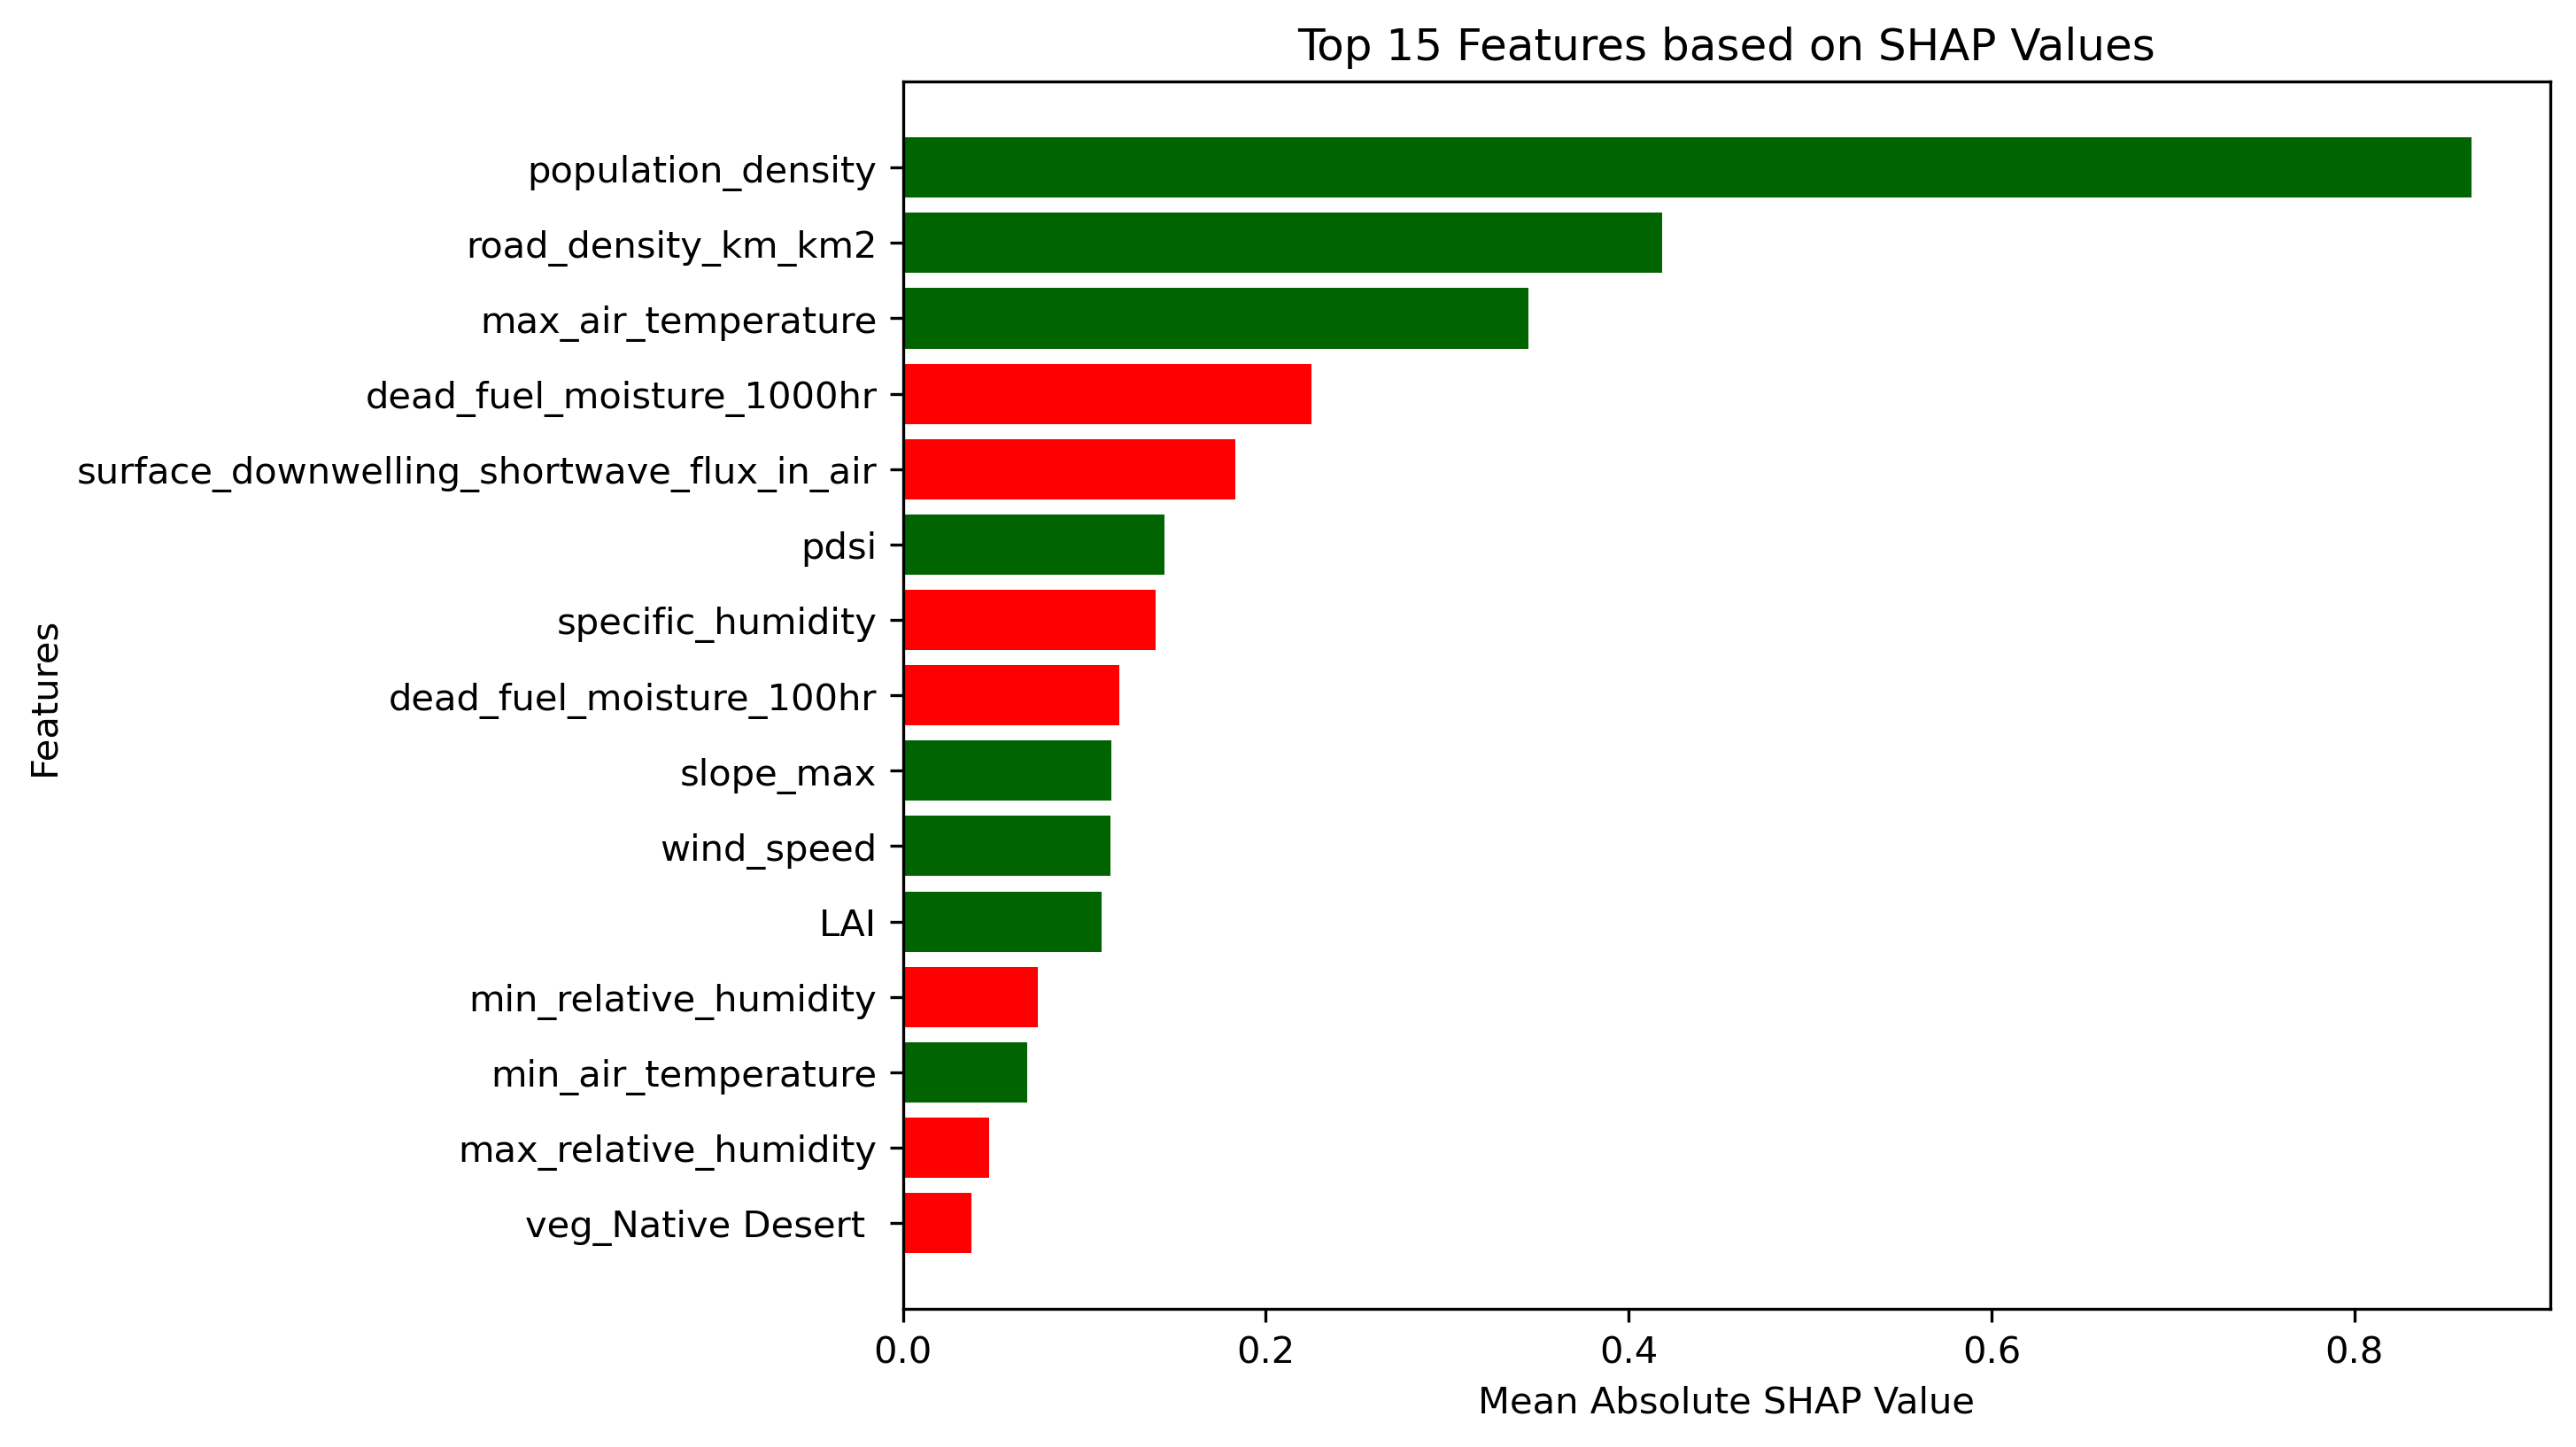 Top 15 Features based on SHAP Values
population_density
road_density_km_km2
max_air_temperature
dead_fuel_moisture_1000hr
surface_downwelling_shortwave_flux_in_air
pdsi
specific_humidity
dead_fuel_moisture_100hr
slope_max
wind_speed
LAI
min_relative_humidity
min_air_temperature
max_relative_humidity
veg_Native Desert
Features
0.0 0.2 0.4 0.6 0.8
Mean Absolute SHAP Value